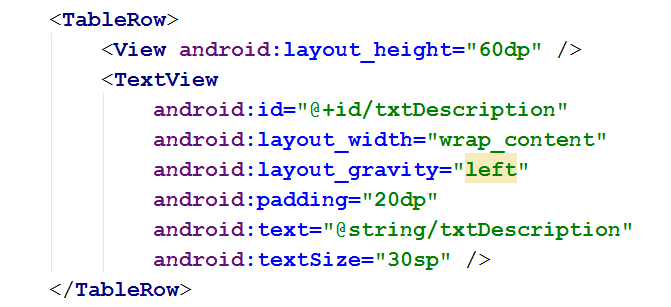 <TableRow>
<View android:layout_height="60dp" />
<TextView
android:id="@+id/txtDescription"
android:layout_width="wrap_content"
android:layout_gravity="left"
android:padding="20dp"
android:text="@string/txtDescription"
android:textSize="30sp" />
</TableRow>